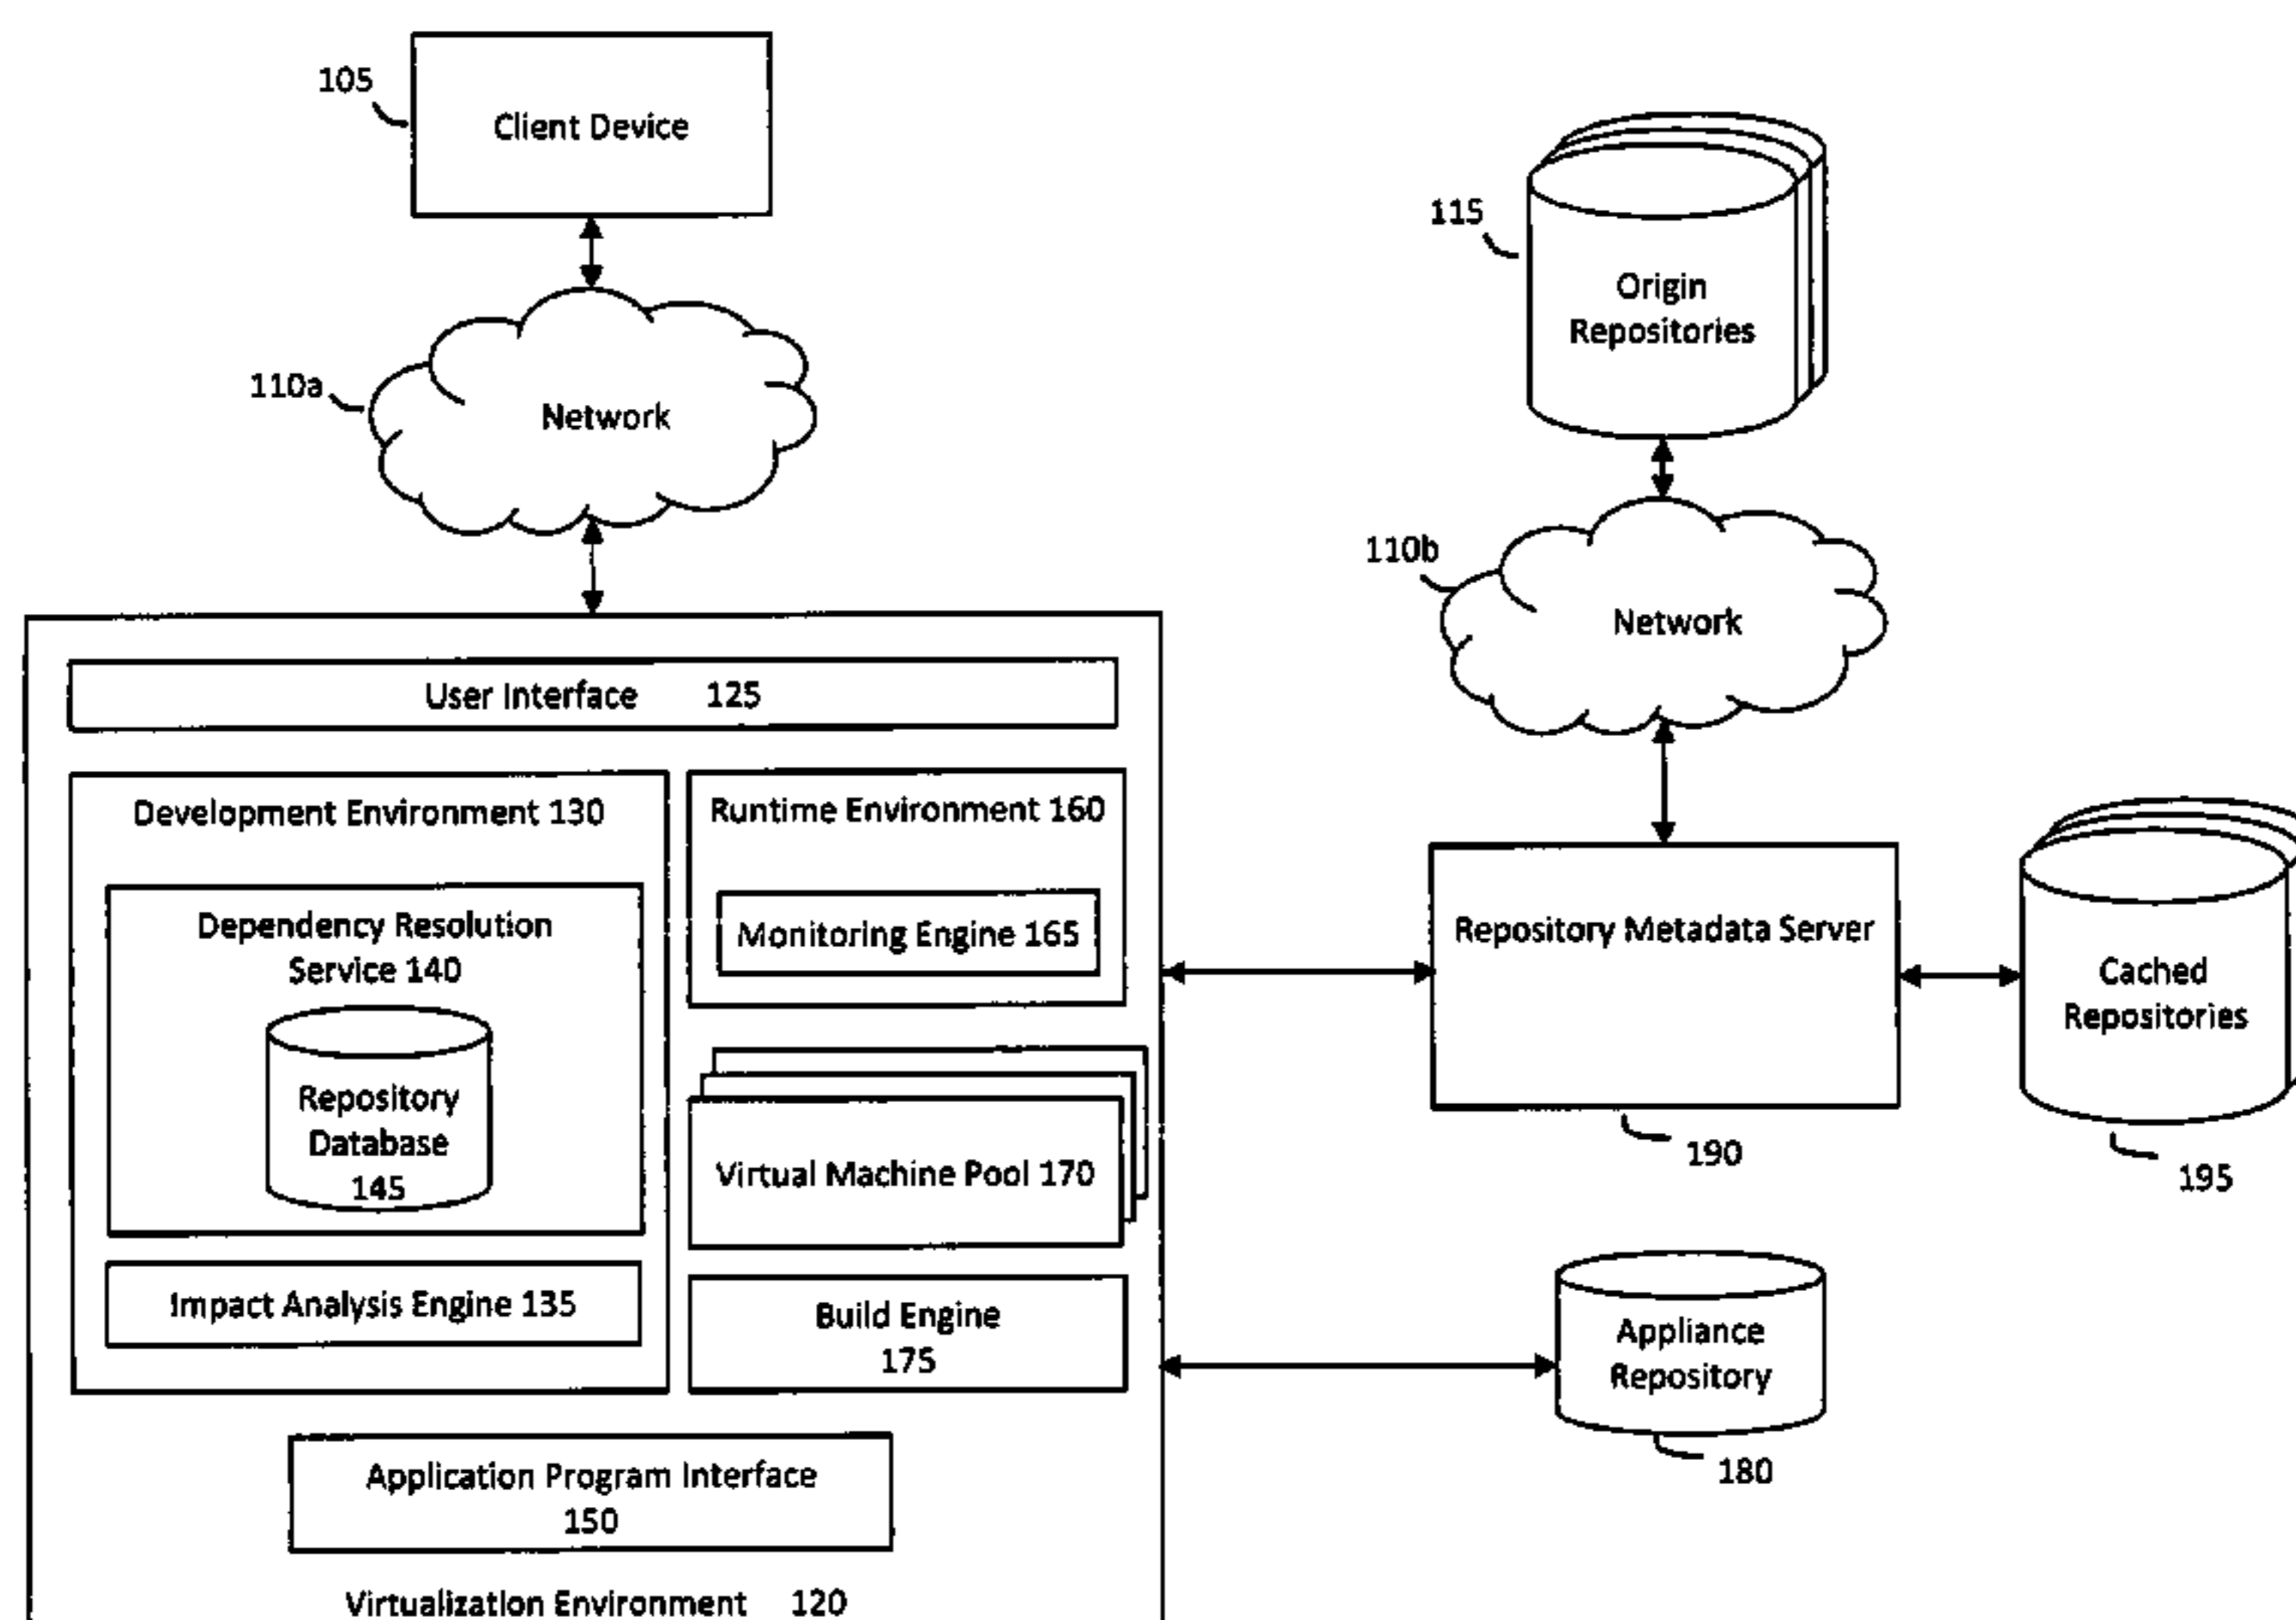 105
Client Device
110a
Network
115
Origin
Repositories
110b
Network
User Interface 125
Development Environment 130
Dependency Resolution
Service 140
Repository
Database
145
Impact Analysis Engine 135
Runtime Environment 160
Monitoring Engine 165
Virtual Machine Pool 170
Build Engine
175
Application Program Interface
150
Virtualization Environment 120
Repository Metadata Server
190
Cached
Repositories
195
Appliance
Repository
180